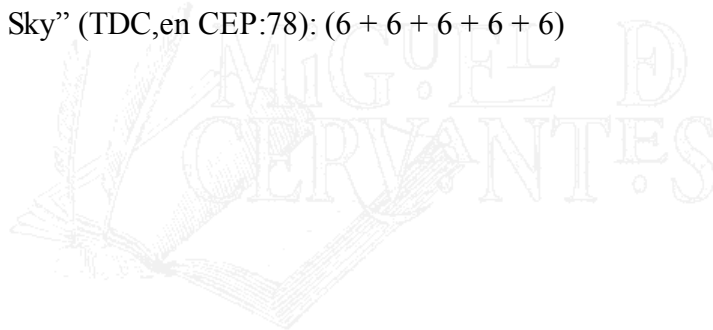 Sky” (TDC,en CEP:78): (6 + 6 + 6 + 6 + 6)
MiGUEL D
CERVANTES